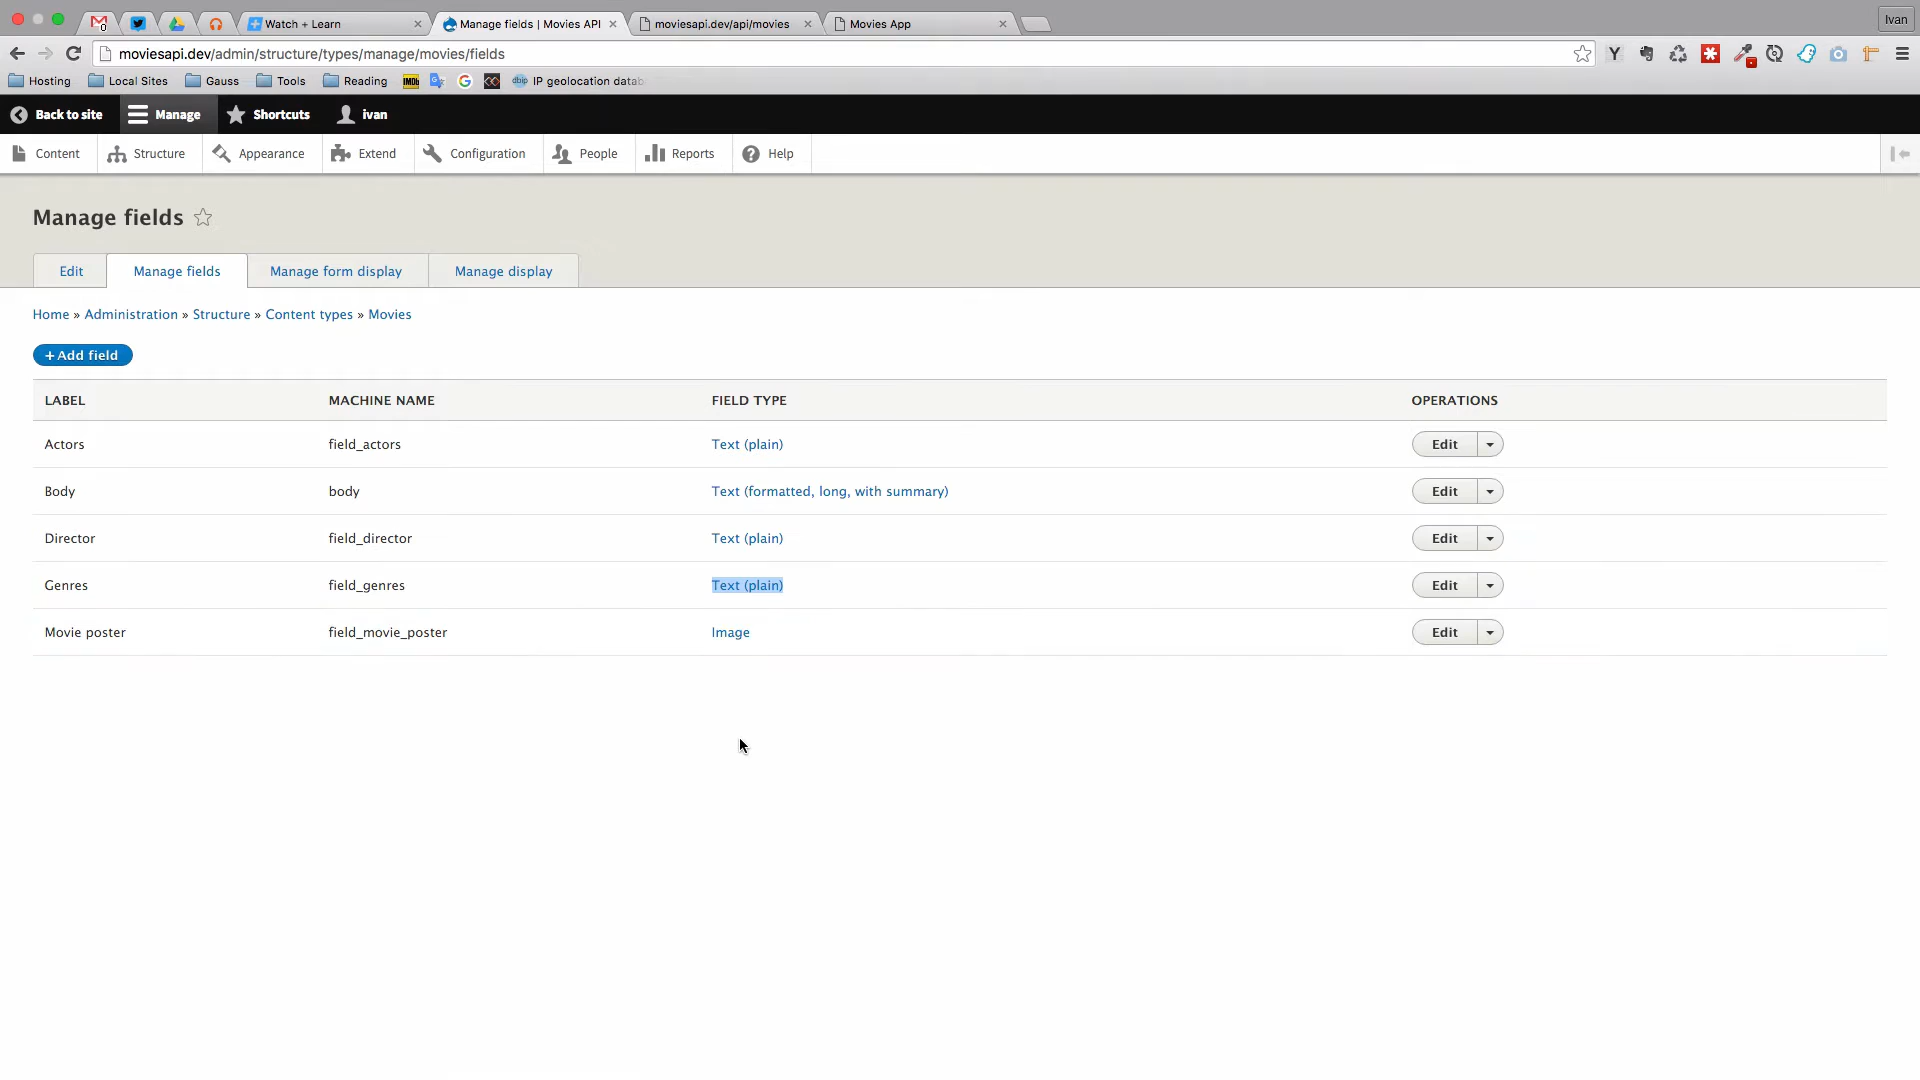 Watch + Learn
Manage fields | Movies API
moviesapi.dev/api/movies
Movies App
Ivan
moviesapi.dev/admin/structure/types/manage/movies/fields
Hosting
Local Sites
Gauss
Tools
Reading
IMDb
dbip
IP geolocation datab
Back to site
Manage
Shortcuts
ivan
Content
Structure
Appearance
Extend
Configuration
People
Reports
Help
Manage fields
Edit
Manage fields
Manage form display
Manage display
Home » Administration » Structure » Content types » Movies
+ Add field
LABEL MACHINE NAME FIELD TYPE OPERATIONS
Actors field_actors Text (plain) Edit
Body body Text (formatted, long, with summary) Edit
Director field_director Text (plain) Edit
Genres field_genres Text (plain) Edit
Movie poster field_movie_poster Image Edit